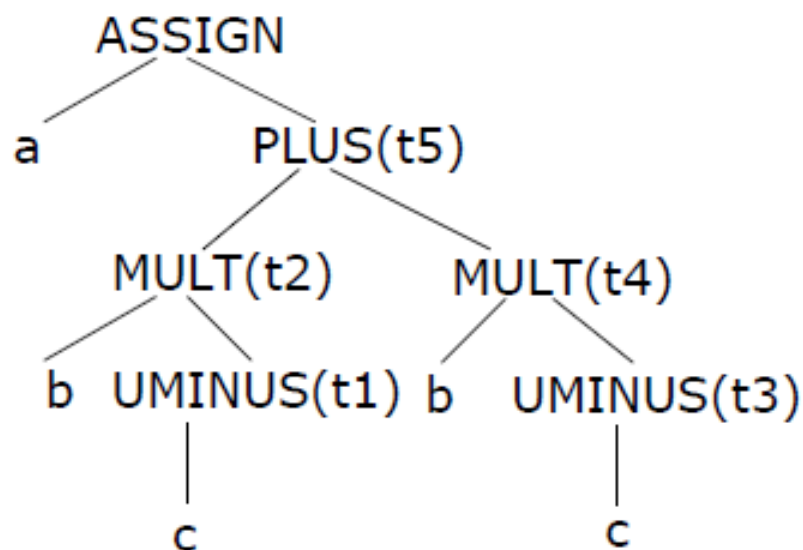 ASSIGN
a PLUS(t5)
MULT(t2) MULT(t4)
b UMINUS(t1) b UMINUS(t3)
c c